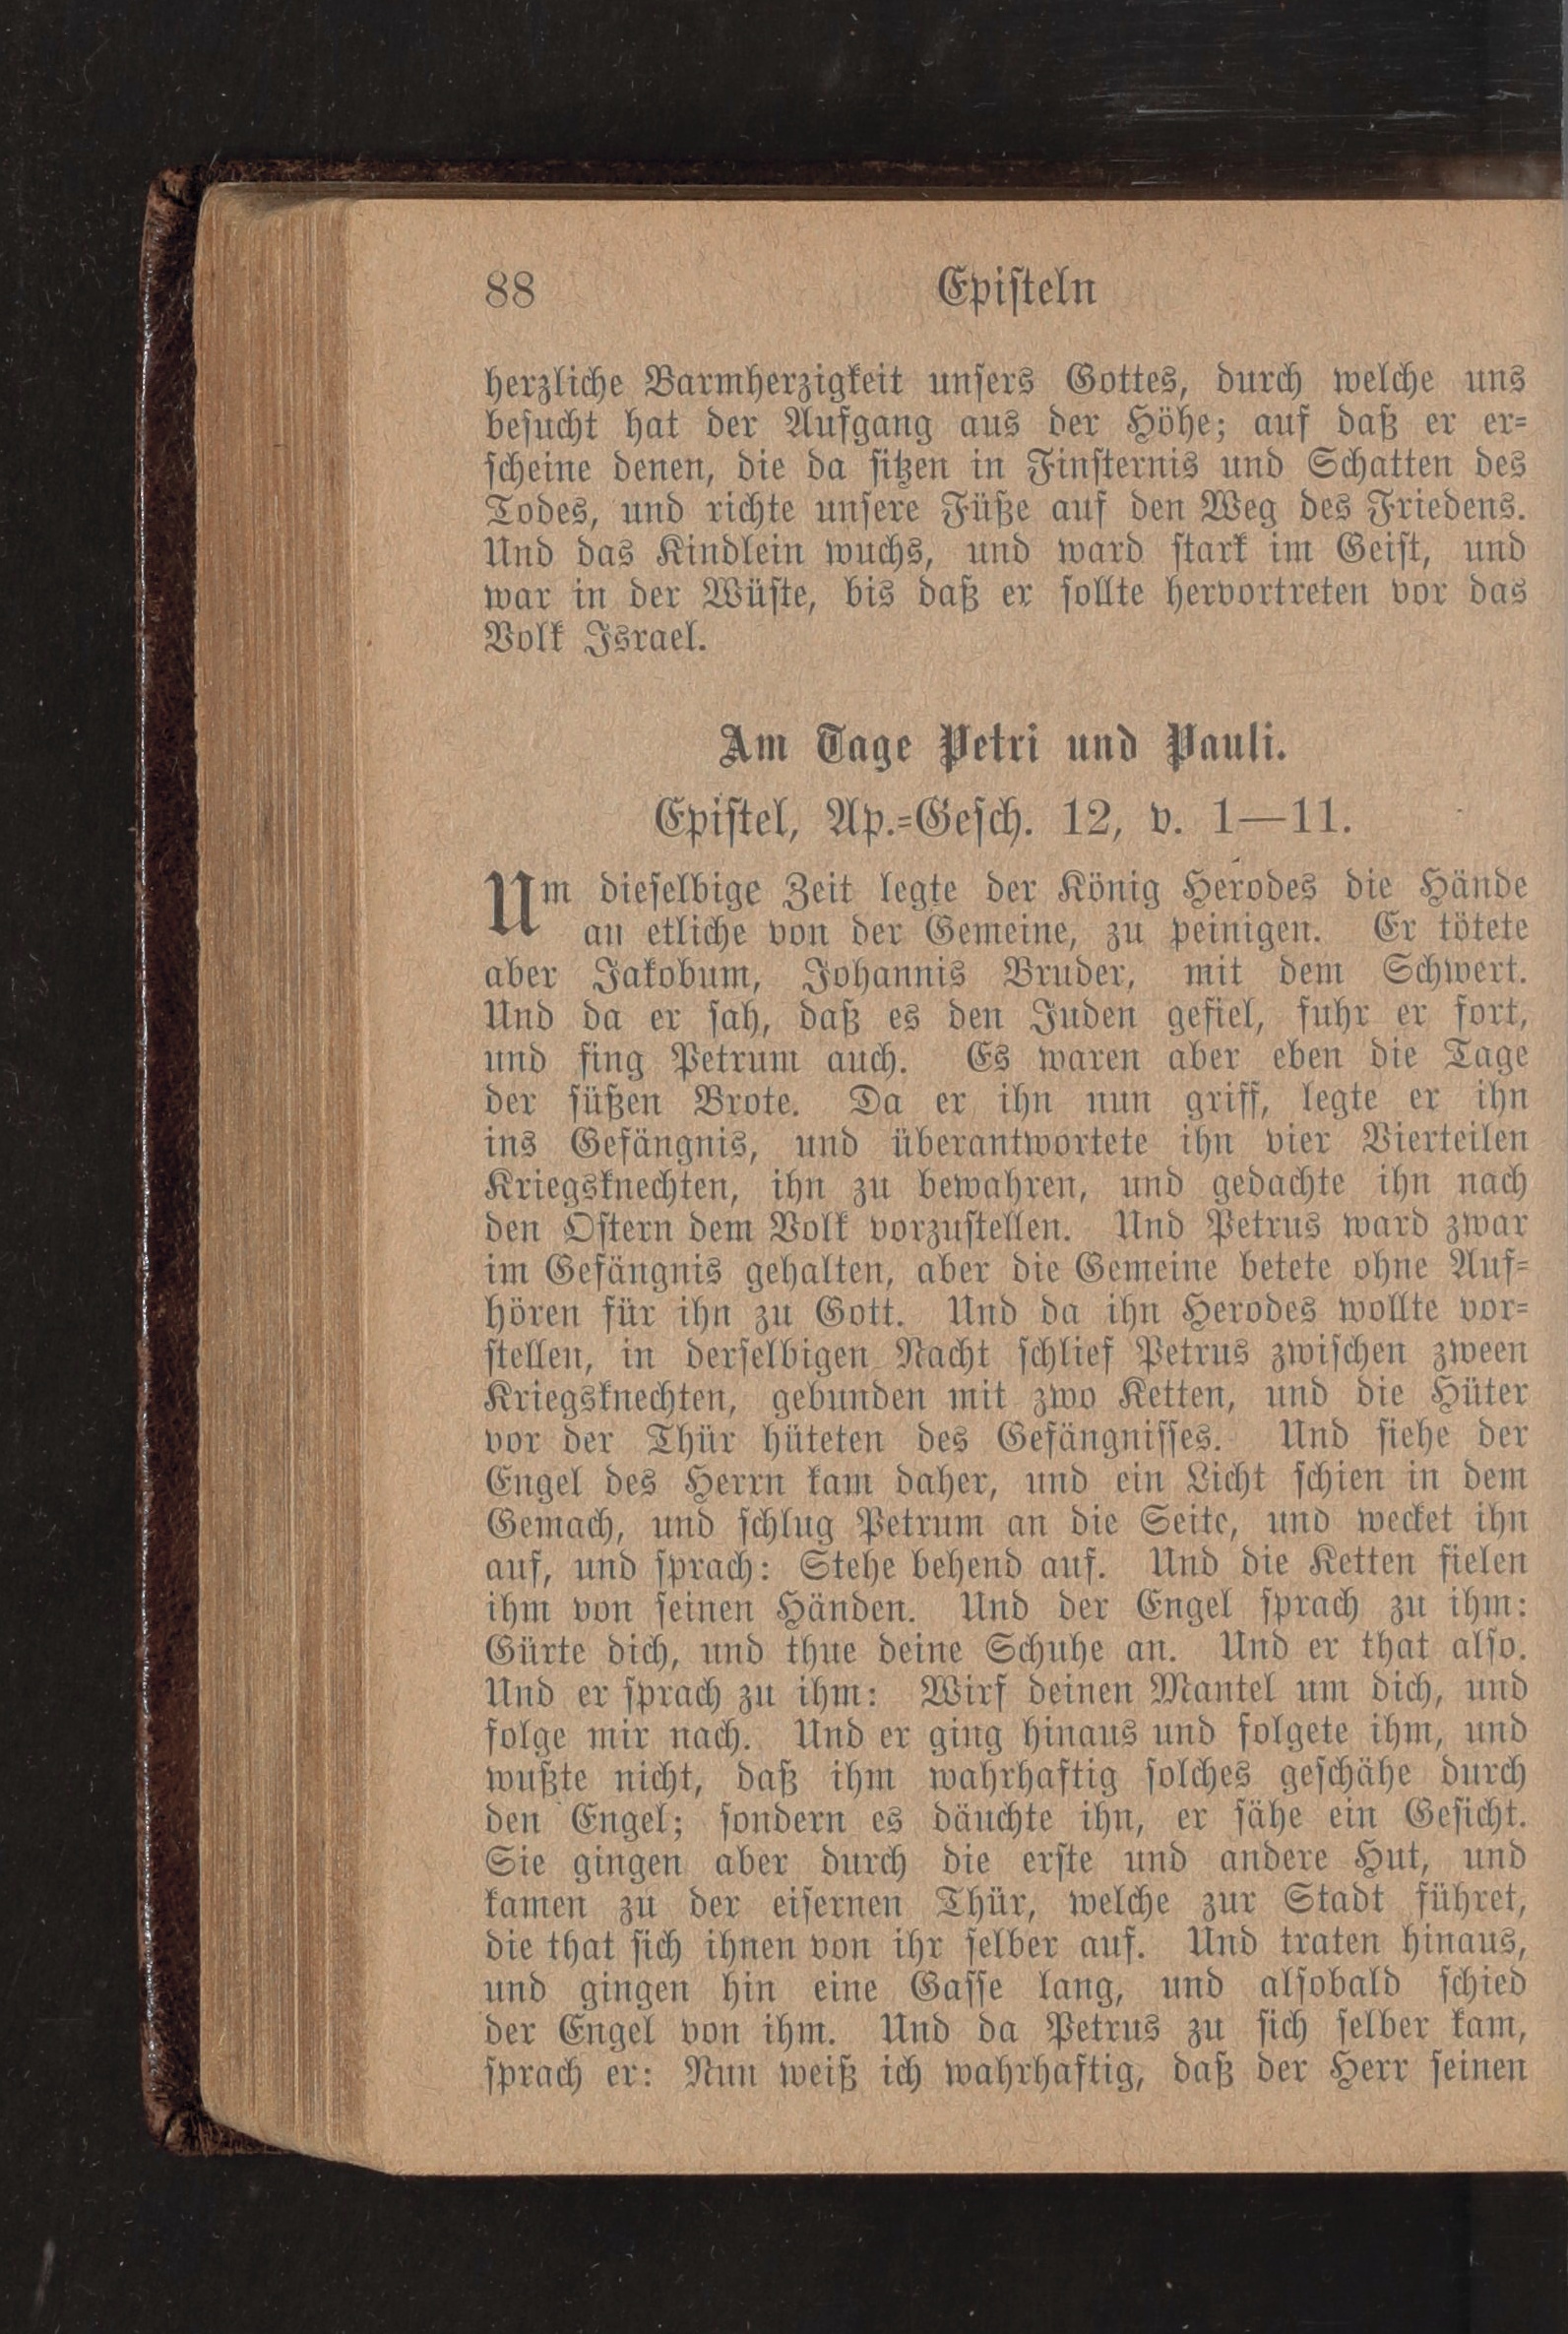 88 Episteln
herzliche Barmherzigkeit unsers Gottes, durch welche uns
besucht hat der Aufgang aus der Höhe; auf daß er er=
scheine denen, die da sitzen in Finsternis und Schatten des
Todes, und richte unsere Füße auf den Weg des Friedens.
Und das Kindlein wuchs, und ward stark im Geist, und
war in der Wüste, bis daß er sollte hervortreten vor das
Volk Israel.
Am Tage Petri und Pauli.
Epistel, Ap.=Gesch. 12, v. 1—11.
Um dieselbige Zeit legte der König Herodes die Hände
an etliche von der Gemeine, zu peinigen. Er tötete
aber Jakobum, Johannis Bruder, mit dem Schwert.
Und da er sah, daß es den Juden gefiel, fuhr er fort,
und fing Petrum auch. Es waren aber eben die Tage
der süßen Brote. Da er ihn nun griff, legte er ihn
ins Gefängnis, und überantwortete ihn vier Vierteilen
Kriegsknechten, ihn zu bewahren, und gedachte ihn nach
den Ostern dem Volk vorzustellen. Und Petrus ward zwar
im Gefängnis gehalten, aber die Gemeine betete ohne Auf=
hören für ihn zu Gott. Und da ihn Herodes wollte vor=
stellen, in derselbigen Nacht schlief Petrus zwischen zween
Kriegsknechten, gebunden mit zwo Ketten, und die Hüter
vor der Thür hüteten des Gefängnisses. Und siehe der
Engel des Herrn kam daher, und ein Licht schien in dem
Gemach, und schlug Petrum an die Seite, und wecket ihn
auf, und sprach: Stehe behend auf. Und die Ketten fielen
ihm von seinen Händen. Und der Engel sprach zu ihm:
Gürte dich, und thue deine Schuhe an. Und er that also.
Und er sprach zu ihm: Wirf deinen Mantel um dich, und
folge mir nach. Und er ging hinaus und folgete ihm, und
wußte nicht, daß ihm wahrhaftig solches geschähe durch
den Engel; sondern es däuchte ihn, er sähe ein Gesicht.
Sie gingen aber durch die erste und andere Hut, und
kamen zu der eisernen Thür, welche zur Stadt führet,
die that sich ihnen von ihr selber auf. Und traten hinaus,
und gingen hin eine Gasse lang, und alsobald schied
der Engel von ihm. Und da Petrus zu sich selber kam,
sprach er: Nun weiß ich wahrhaftig, daß der Herr seinen